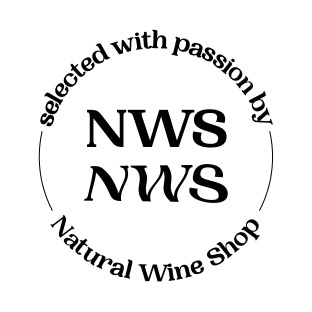 selected with passion by
NWS
NWS
Natural Wine Shop